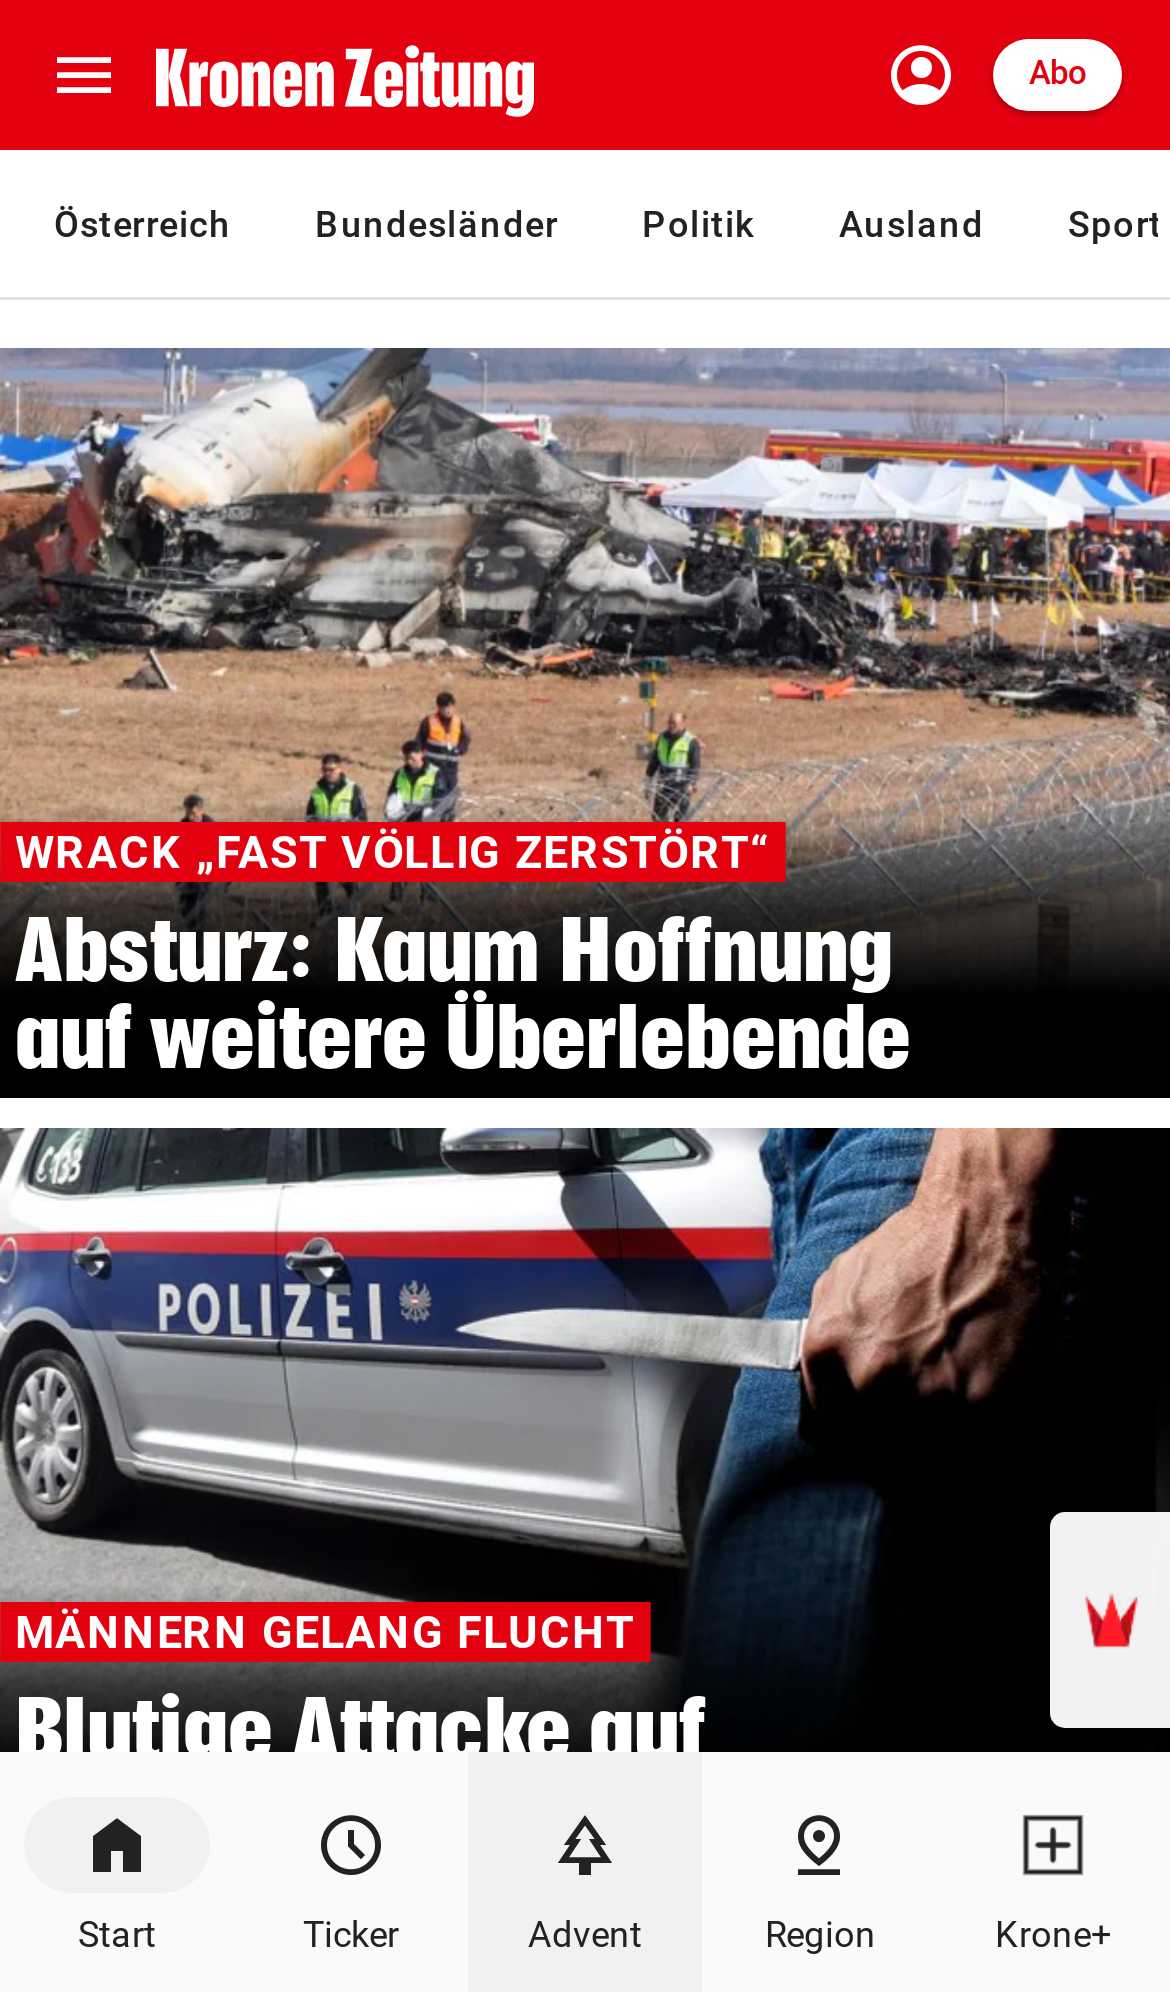 Kronen Zeitung
Abo
Österreich Bundesländer Politik Ausland Sport
WRACK „FAST VÖLLIG ZERSTÖRT“
Absturz: Kaum Hoffnung
auf weitere Überlebende
133
POLIZEI
MÄNNERN GELANG FLUCHT
Blutige Attacke auf
Start Ticker Advent Region Krone+